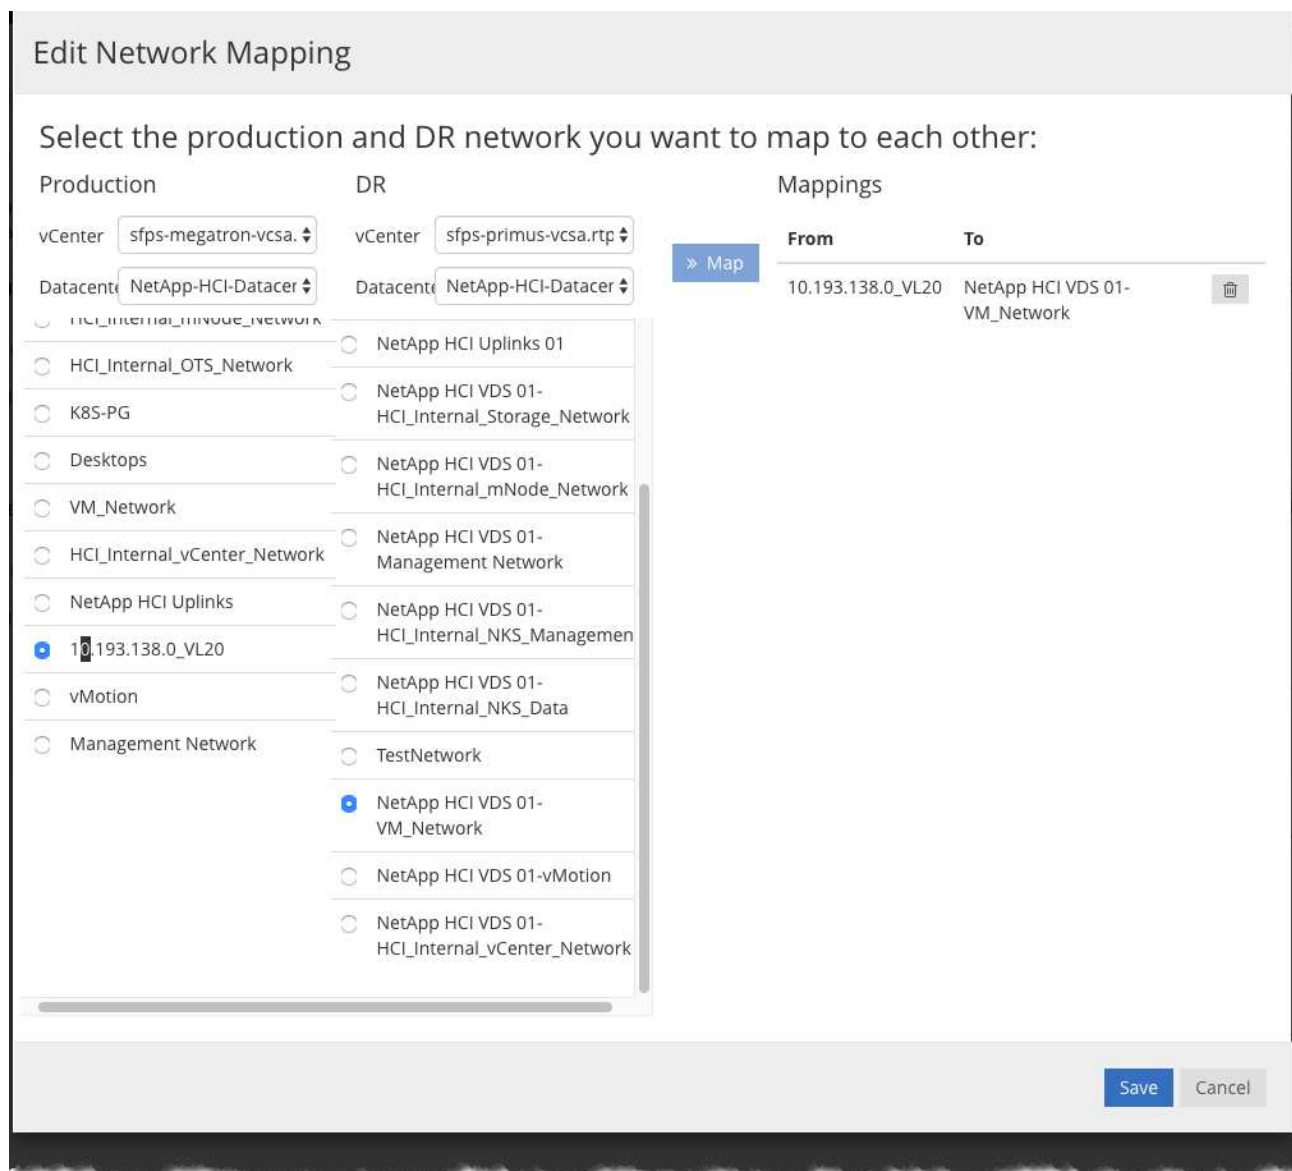 Edit Network Mapping
Select the production and DR network you want to map to each other:
Production
DR
Mappings
vCenter
sfps-megatron-vcsa.
vCenter
sfps-primus-vcsa.rtp
» Map
From
To
Datacente
NetApp-HCI-Datacer
Datacente
NetApp-HCI-Datacer
10.193.138.0_VL20
NetApp HCI VDS 01-
VM_Network
HCI_Internal_mNode_Network
HCI_Internal_OTS_Network
K8S-PG
Desktops
VM_Network
HCI_Internal_vCenter_Network
NetApp HCI Uplinks
10.193.138.0_VL20
vMotion
Management Network
NetApp HCI Uplinks 01
NetApp HCI VDS 01-
HCI_Internal_Storage_Network
NetApp HCI VDS 01-
HCI_Internal_mNode_Network
NetApp HCI VDS 01-
Management Network
NetApp HCI VDS 01-
HCI_Internal_NKS_Managemen
NetApp HCI VDS 01-
HCI_Internal_NKS_Data
TestNetwork
NetApp HCI VDS 01-
VM_Network
NetApp HCI VDS 01-vMotion
NetApp HCI VDS 01-
HCI_Internal_vCenter_Network
Save
Cancel